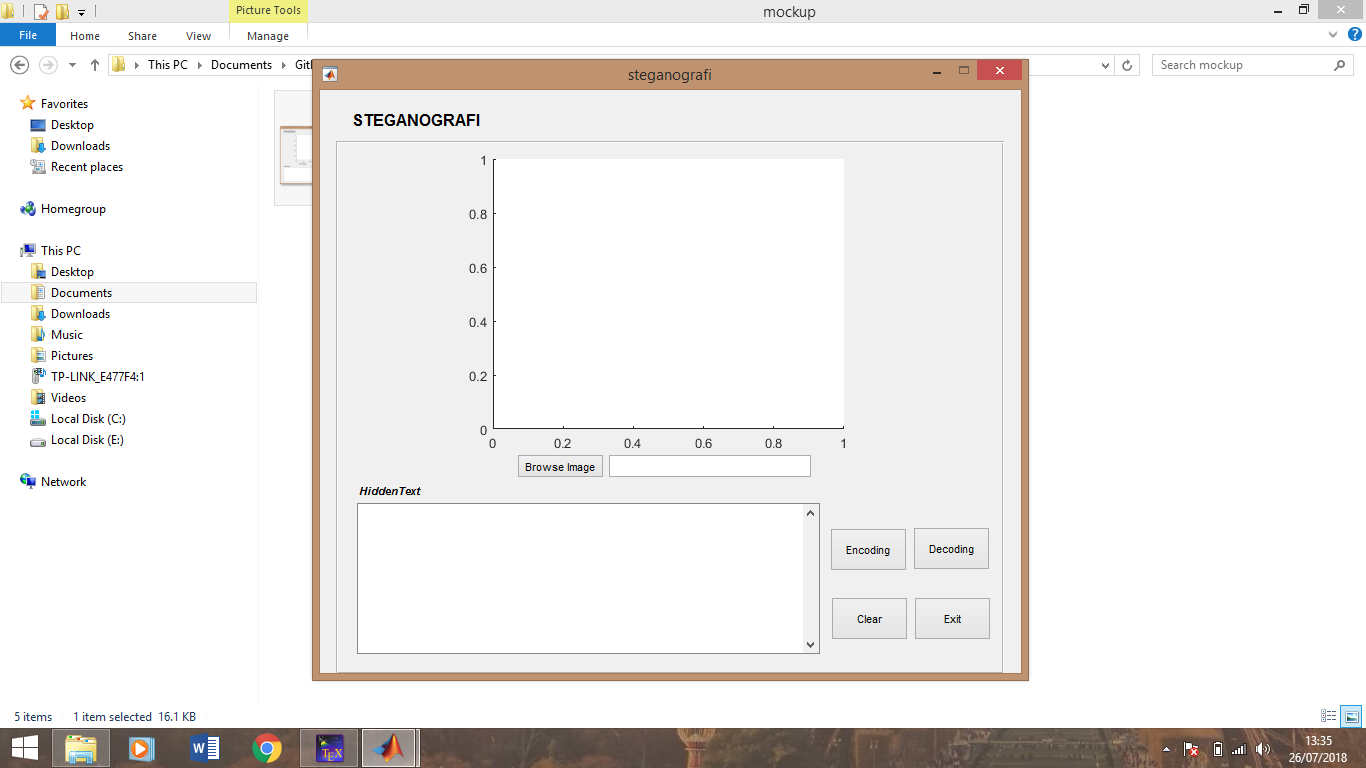 Picture Tools
mockup
File
Home
Share
View
Manage
This PC
Documents
Search mockup
Favorites
Desktop
Downloads
Recent places
Homegroup
This PC
Desktop
Documents
Downloads
Music
Pictures
TP-LINK_E477F4:1
Videos
Local Disk (C:)
Local Disk (E:)
Network
steganografi
STEGANOGRAFI
1
0.8
0.6
0.4
0.2
0
0 0.2 0.4 0.6 0.8 1
Browse Image
HiddenText
Encoding
Decoding
Clear
Exit
5 items
1 item selected 16.1 KB
TEX
13:35
26/07/2018